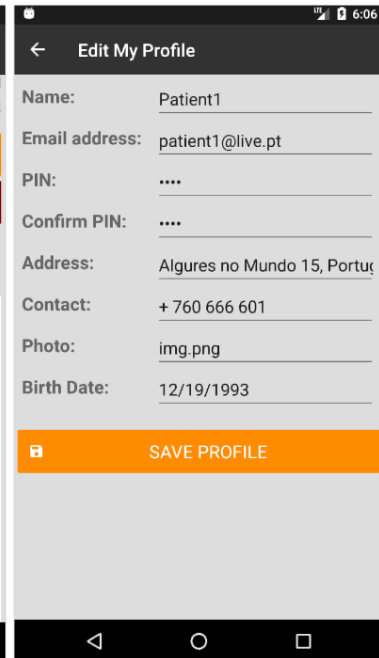 6:06
Edit My Profile
Name: Patient1
Email address: patient1@live.pt
PIN: ••••
Confirm PIN: ••••
Address: Algures no Mundo 15, Portug
Contact: + 760 666 601
Photo: img.png
Birth Date: 12/19/1993
SAVE PROFILE